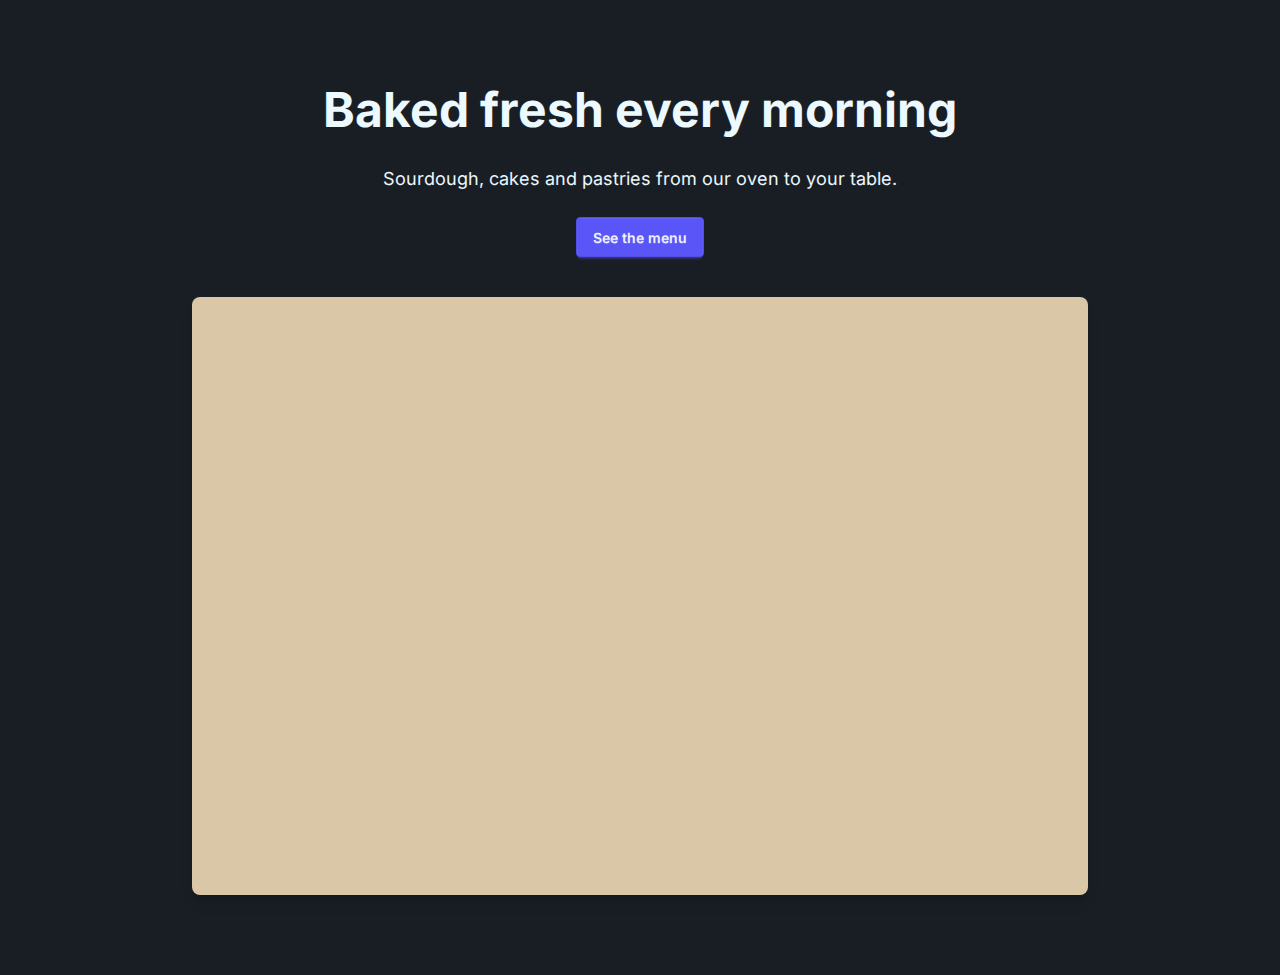 Baked fresh every morning
Sourdough, cakes and pastries from our oven to your table.
See the menu